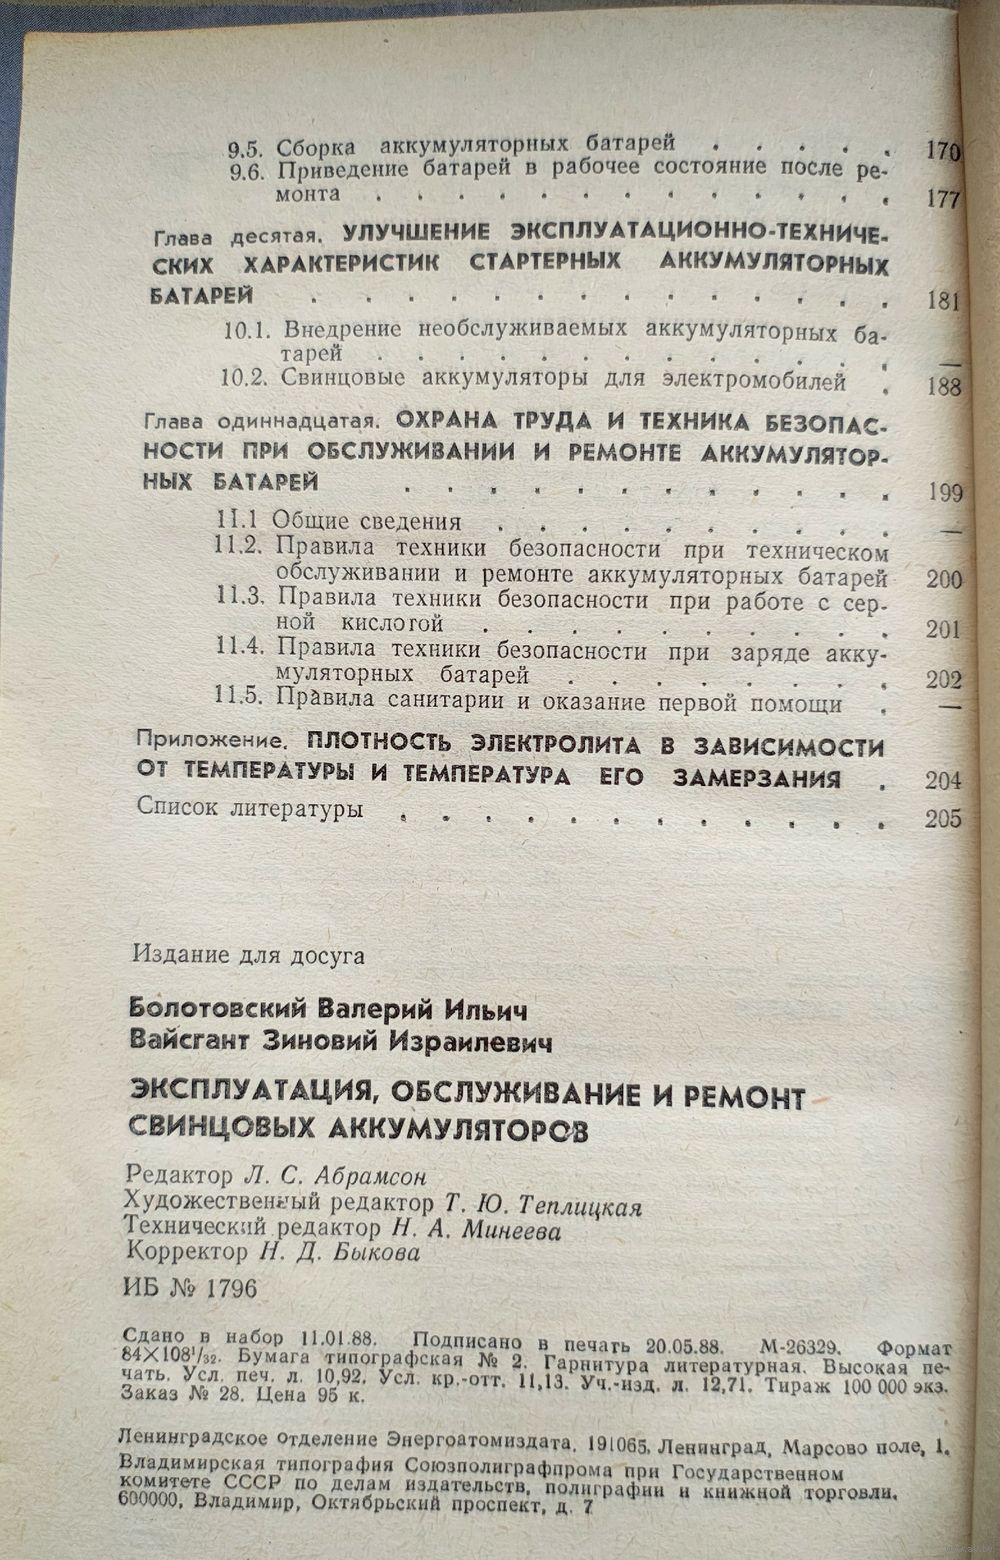 9.5. Сборка аккумуляторных батарей . . . . . 170
9.6. Приведение батарей в рабочее состояние после ре-
монта . . . . . . . . . . . . . 177
Глава десятая. УЛУЧШЕНИЕ ЭКСПЛУАТАЦИОННО-ТЕХНИЧЕ-
СКИХ ХАРАКТЕРИСТИК СТАРТЕРНЫХ АККУМУЛЯТОРНЫХ
БАТАРЕЙ . . . . . . . . . . . . . . 181
10.1. Внедрение необслуживаемых аккумуляторных ба-
тарей . . . . . . . . . . . . . —
10.2. Свинцовые аккумуляторы для электромобилей . 188
Глава одиннадцатая. ОХРАНА ТРУДА И ТЕХНИКА БЕЗОПАС-
НОСТИ ПРИ ОБСЛУЖИВАНИИ И РЕМОНТЕ АККУМУЛЯТОР-
НЫХ БАТАРЕЙ . . . . . . . . . . . . 199
11.1 Общие сведения . . . . . . . . . . —
11.2. Правила техники безопасности при техническом
обслуживании и ремонте аккумуляторных батарей 200
11.3. Правила техники безопасности при работе с сер-
ной кислотой . . . . . . . . . . 201
11.4. Правила техники безопасности при заряде акку-
муляторных батарей . . . . . . . . 202
11.5. Правила санитарии и оказание первой помощи . —
Приложение. ПЛОТНОСТЬ ЭЛЕКТРОЛИТА В ЗАВИСИМОСТИ
ОТ ТЕМПЕРАТУРЫ И ТЕМПЕРАТУРА ЕГО ЗАМЕРЗАНИЯ . 204
Список литературы . . . . . . . . . . . . 205
Издание для досуга
Болотовский Валерий Ильич
Вайсгант Зиновий Израилевич
ЭКСПЛУАТАЦИЯ, ОБСЛУЖИВАНИЕ И РЕМОНТ
СВИНЦОВЫХ АККУМУЛЯТОРОВ
Редактор Л. С. Абрамсон
Художественный редактор Т. Ю. Теплицкая
Технический редактор Н. А. Минеева
Корректор Н. Д. Быкова
ИБ № 1796
Сдано в набор 11.01.88. Подписано в печать 20.05.88. М-26329. Формат
84×108¹/₃₂. Бумага типографская № 2. Гарнитура литературная. Высокая пе-
чать. Усл. печ. л. 10,92. Усл. кр.-отт. 11,13. Уч.-изд. л. 12,71. Тираж 100 000 экз.
Заказ № 28. Цена 95 к.
Ленинградское отделение Энергоатомиздата. 191065, Ленинград, Марсово поле, 1.
Владимирская типография Союзполиграфпрома при Государственном
комитете СССР по делам издательств, полиграфии и книжной торговли.
600000, Владимир, Октябрьский проспект, д. 7